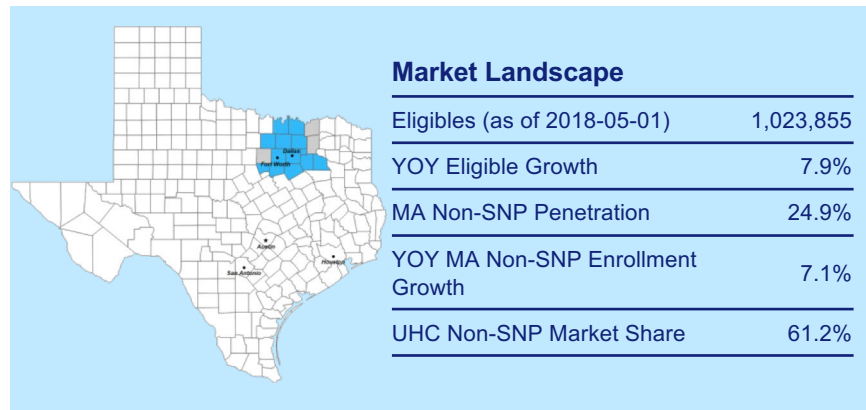 Market Landscape
Eligibles (as of 2018-05-01) 1,023,855
YOY Eligible Growth 7.9%
MA Non-SNP Penetration 24.9%
YOY MA Non-SNP Enrollment
Growth 7.1%
UHC Non-SNP Market Share 61.2%
Dallas
Fort Worth
Austin
San Antonio
Houston